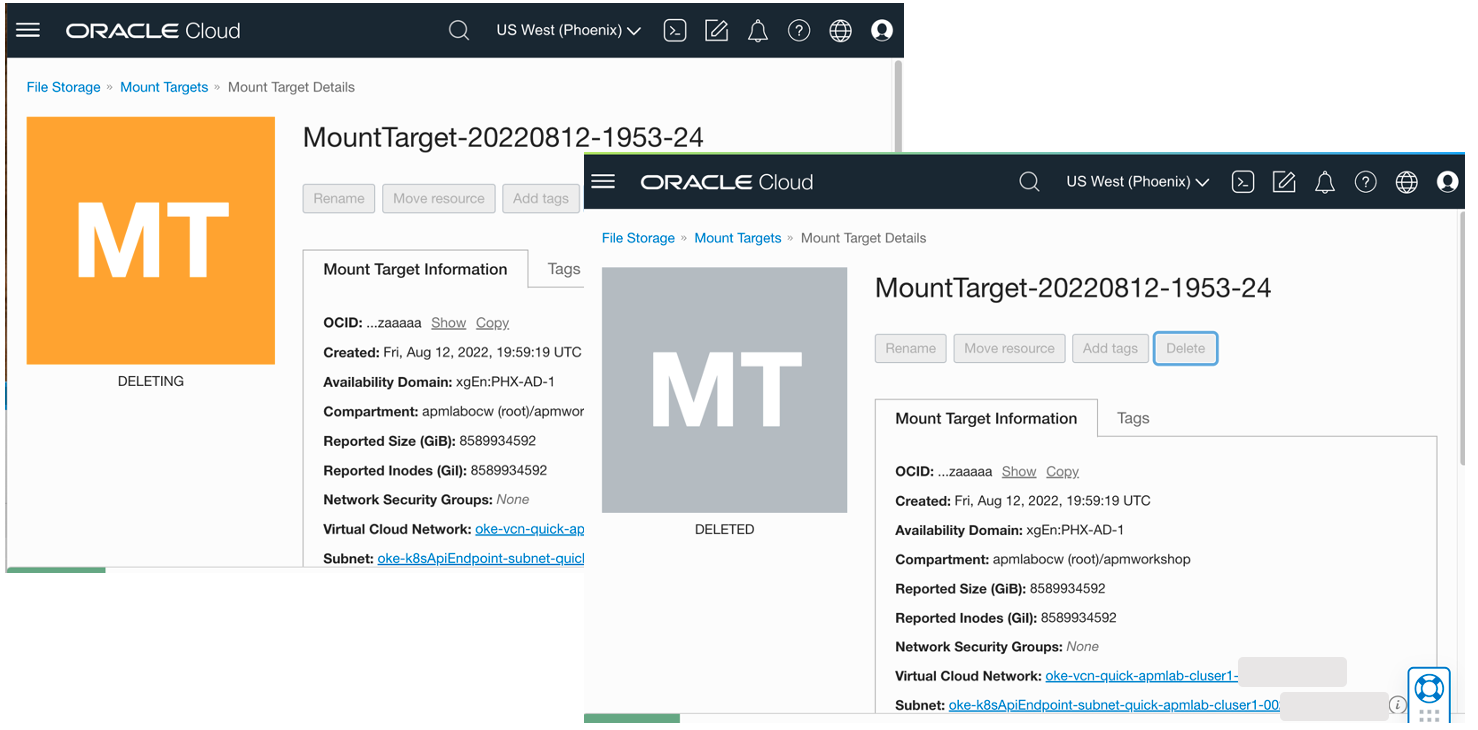 ORACLE Cloud
US West (Phoenix)
File Storage » Mount Targets » Mount Target Details
MT
DELETING
MountTarget-20220812-1953-24
Rename Move resource Add tags
Mount Target Information Tags
OCID: ...zaaaaa Show Copy
Created: Fri, Aug 12, 2022, 19:59:19 UTC
Availability Domain: xgEn:PHX-AD-1
Compartment: apmlabocw (root)/apmwor
Reported Size (GiB): 8589934592
Reported Inodes (GiI): 8589934592
Network Security Groups: None
Virtual Cloud Network: oke-vcn-quick-ap
Subnet: oke-k8sApiEndpoint-subnet-quick
ORACLE Cloud
US West (Phoenix)
File Storage » Mount Targets » Mount Target Details
MT
DELETED
MountTarget-20220812-1953-24
Rename Move resource Add tags Delete
Mount Target Information Tags
OCID: ...zaaaaa Show Copy
Created: Fri, Aug 12, 2022, 19:59:19 UTC
Availability Domain: xgEn:PHX-AD-1
Compartment: apmlabocw (root)/apmworkshop
Reported Size (GiB): 8589934592
Reported Inodes (GiI): 8589934592
Network Security Groups: None
Virtual Cloud Network: oke-vcn-quick-apmlab-cluser1-
Subnet: oke-k8sApiEndpoint-subnet-quick-apmlab-cluser1-00